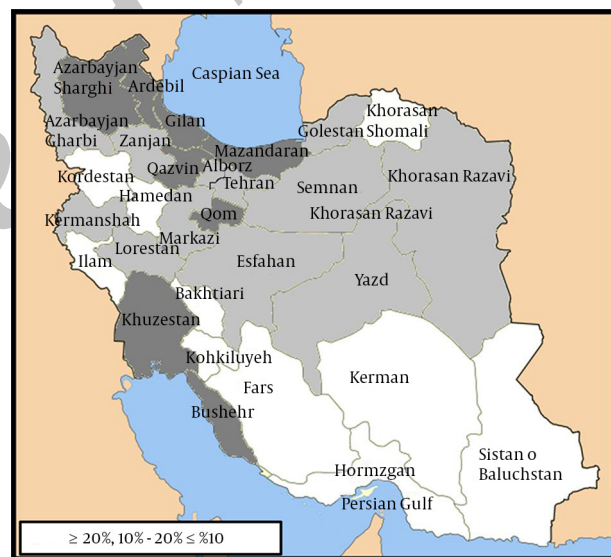 Caspian Sea
Azarbayjan
Sharghi
Ardebil
Gilan
Azarbayjan
Gharbi
Zanjan
Qazvin
Alborz
Mazandaran
Tehran
Golestan
Khorasan
Shomali
Khorasan Razavi
Semnan
Khorasan Razavi
Kordestan
Hamedan
Qom
Kermanshah
Markazi
Lorestan
Ilam
Esfahan
Yazd
Bakhtiari
Khuzestan
Kohkiluyeh
Fars
Kerman
Bushehr
Sistan o
Baluchstan
Hormzgan
Persian Gulf
≥ 20%, 10% - 20% ≤ %10